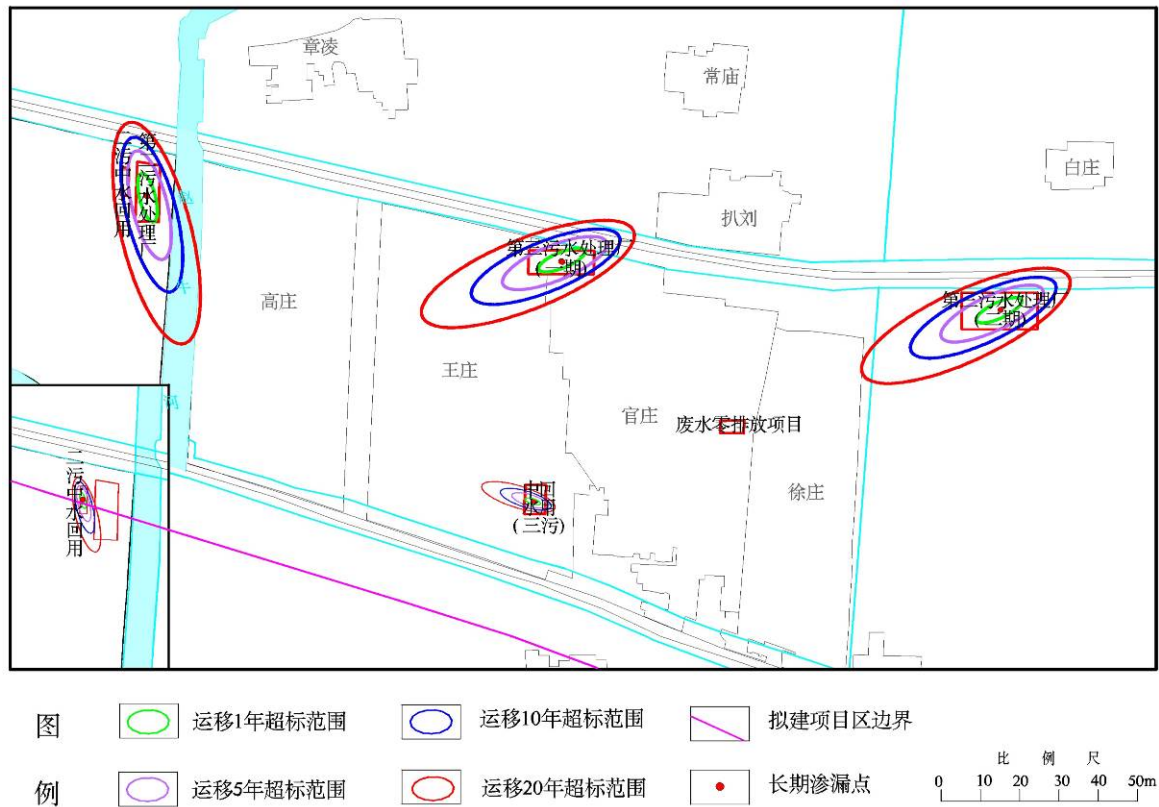 章凌
常庙
白庄
扒刘
第二污水处理厂
二污中水回用
第三污水处理厂
(一期)
第三污水处理厂
(二期)
高庄
王庄
官庄
废水零排放项目
徐庄
中回
水用
(三污)
二污中水回用
河
图
例
运移1年超标范围
运移10年超标范围
拟建项目区边界
运移5年超标范围
运移20年超标范围
长期渗漏点
比 例 尺
0 10 20 30 40 50m